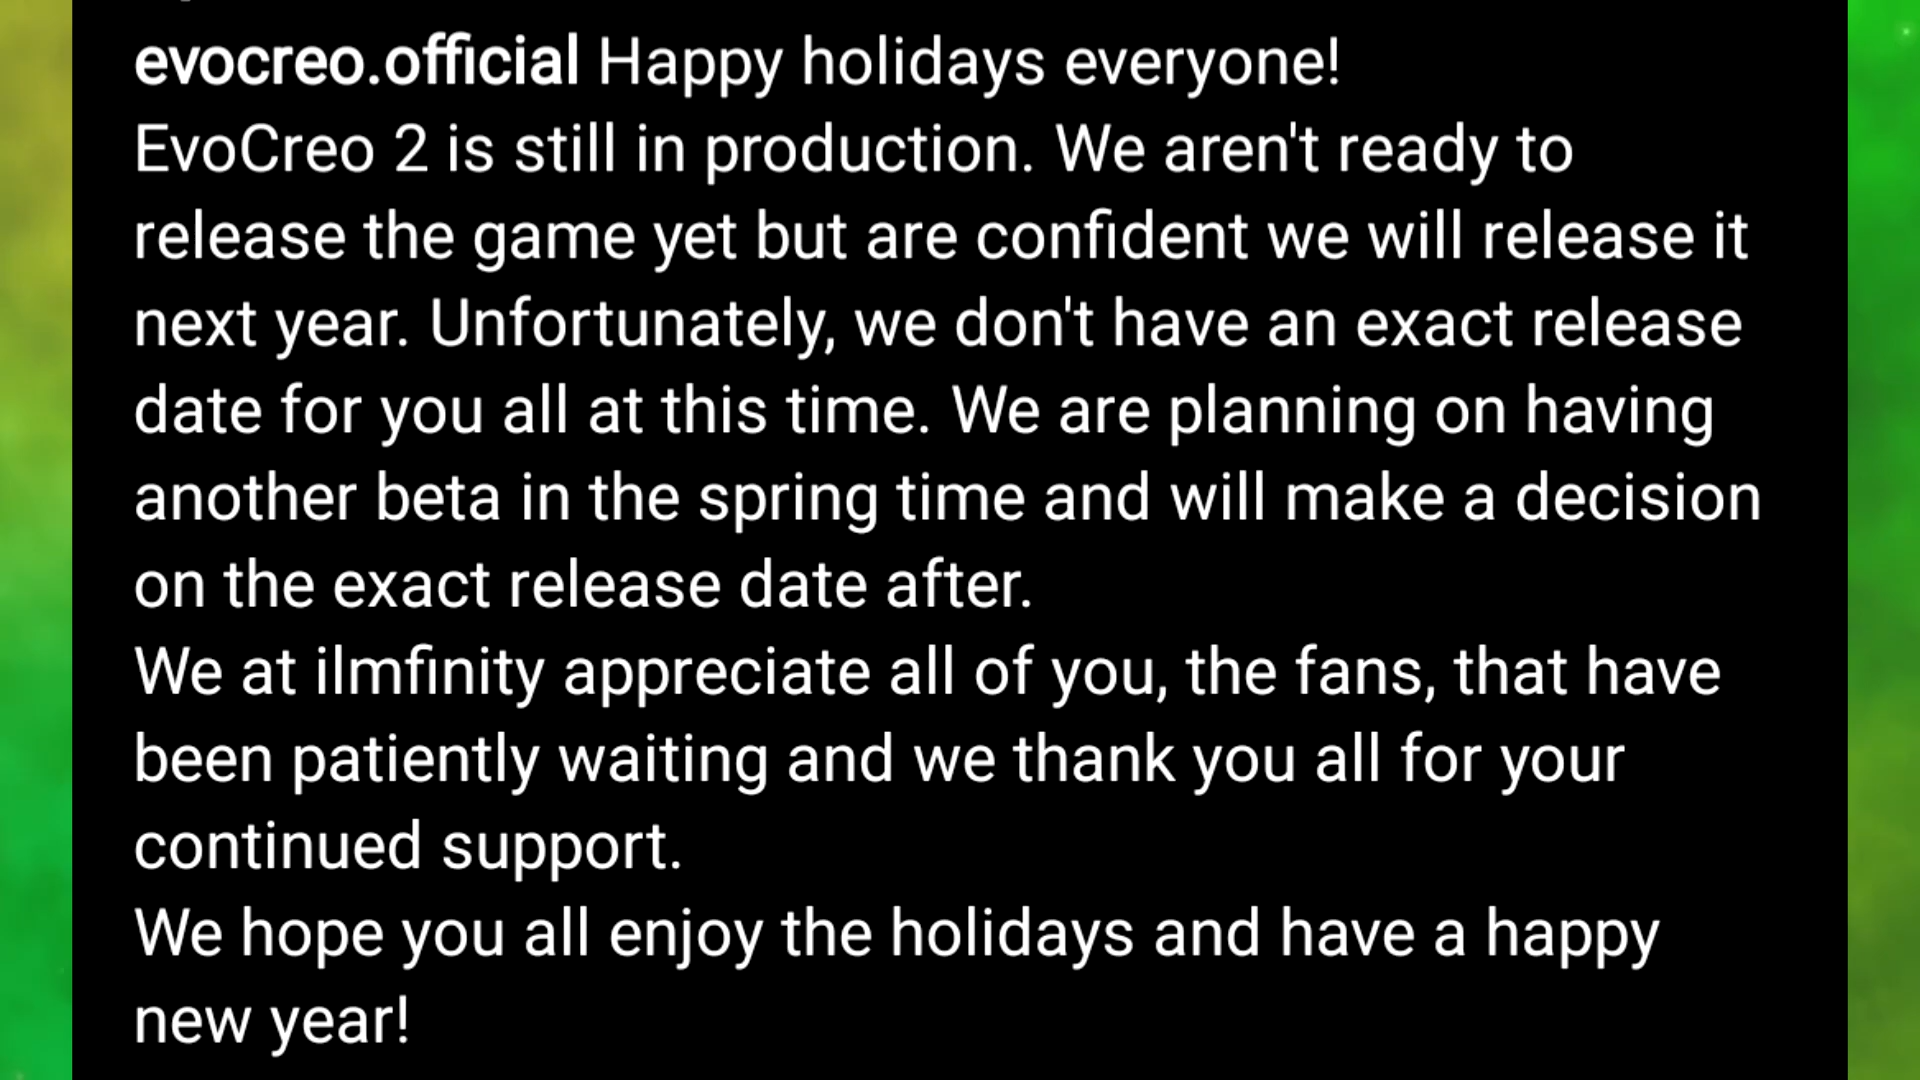 evocreo.official Happy holidays everyone!
EvoCreo 2 is still in production. We aren't ready to
release the game yet but are confident we will release it
next year. Unfortunately, we don't have an exact release
date for you all at this time. We are planning on having
another beta in the spring time and will make a decision
on the exact release date after.
We at ilmfinity appreciate all of you, the fans, that have
been patiently waiting and we thank you all for your
continued support.
We hope you all enjoy the holidays and have a happy
new year!